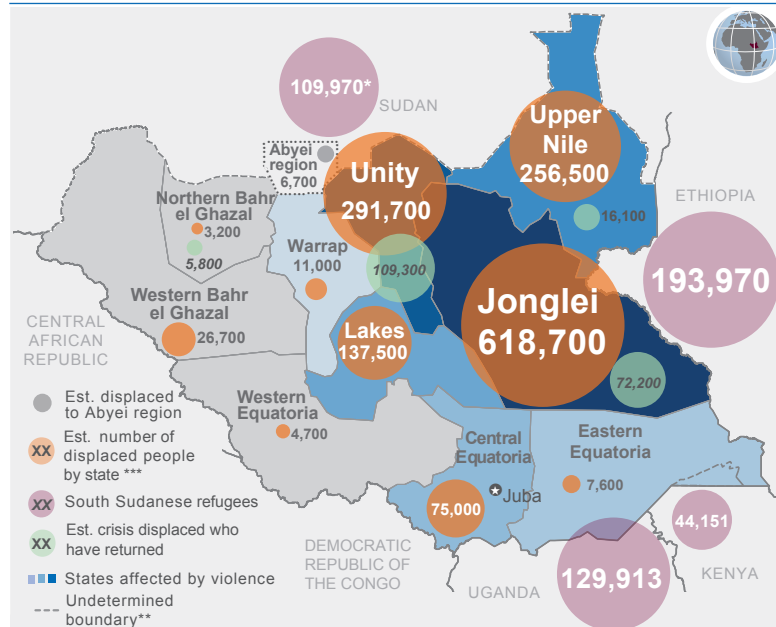 109,970*
SUDAN
Upper
Nile
256,500
Abyei
region
6,700
Unity
291,700
ETHIOPIA
Northern Bahr
el Ghazal
3,200
5,800
16,100
Warrap
11,000
109,300
193,970
Western Bahr
el Ghazal
26,700
Jonglei
618,700
CENTRAL
AFRICAN
REPUBLIC
Lakes
137,500
72,200
Western
Equatoria
4,700
Central
Equatoria
Eastern
Equatoria
7,600
Juba
75,000
44,151
KENYA
DEMOCRATIC
REPUBLIC OF
THE CONGO
UGANDA
129,913
Est. displaced
to Abyei region
XX
Est. number of
displaced people
by state ***
XX
South Sudanese refugees
XX
Est. crisis displaced who
have returned
States affected by violence
Undetermined
boundary**